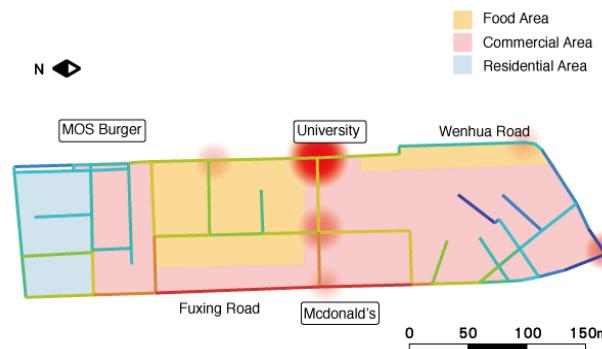 Food Area
Commercial Area
Residential Area
N
MOS Burger
University
Wenhua Road
Fuxing Road
Mcdonald's
0 50 100 150m